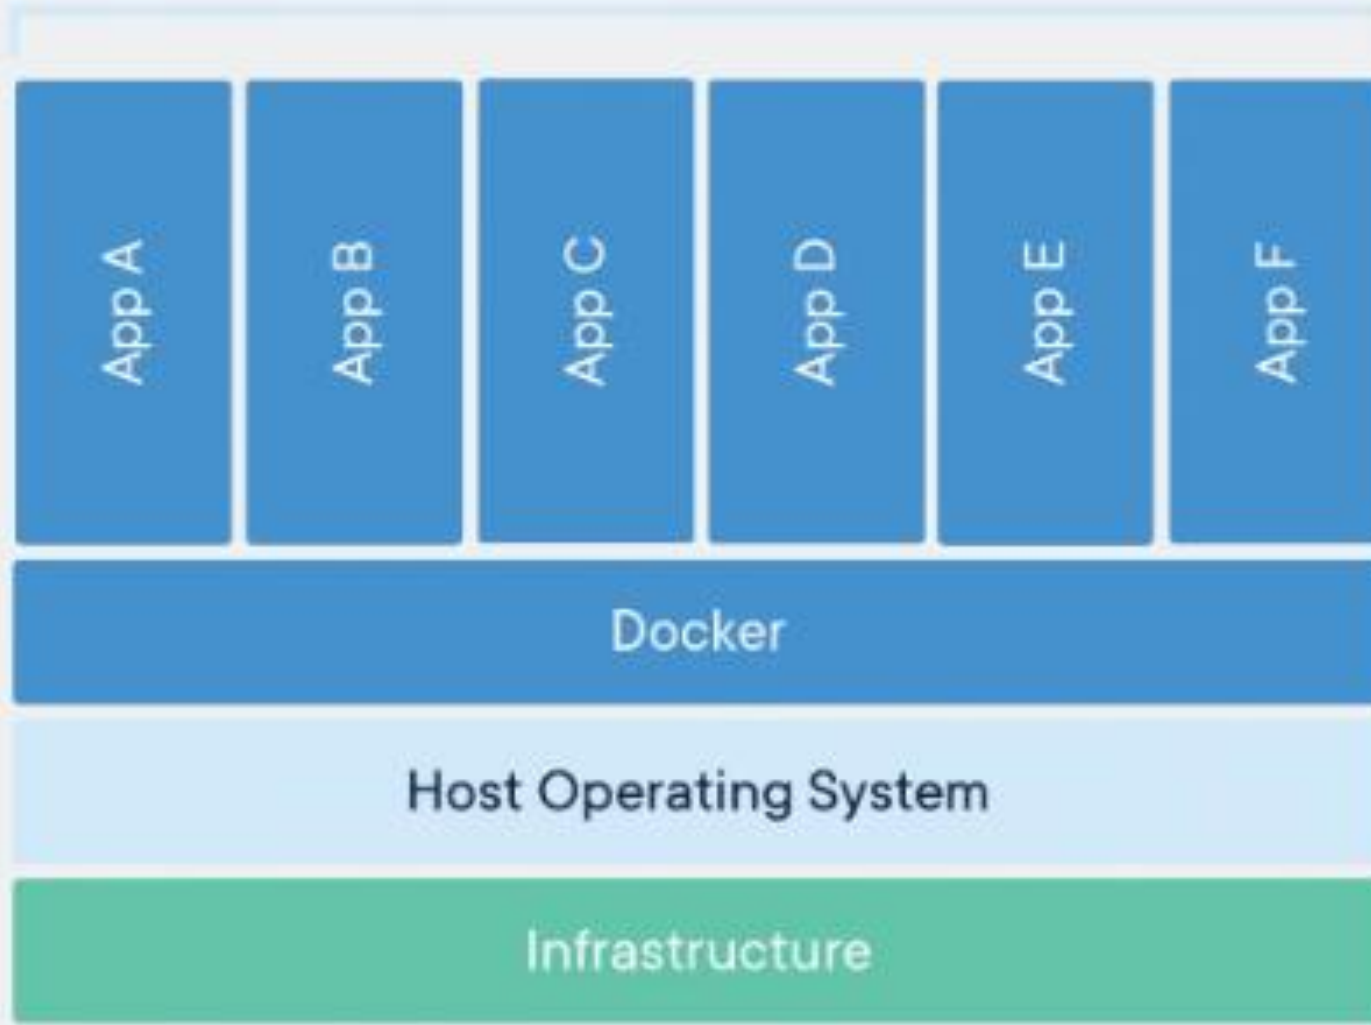 App A
App B
App C
App D
App E
App F
Docker
Host Operating System
Infrastructure